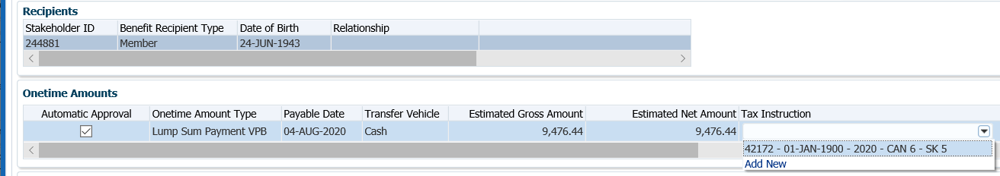 Recipients
Stakeholder ID Benefit Recipient Type Date of Birth Relationship
244881 Member 24-JUN-1943
Onetime Amounts
Automatic Approval Onetime Amount Type Payable Date Transfer Vehicle Estimated Gross Amount Estimated Net Amount Tax Instruction
Lump Sum Payment VPB 04-AUG-2020 Cash 9,476.44 9,476.44
42172 - 01-JAN-1900 - 2020 - CAN 6 - SK 5
Add New